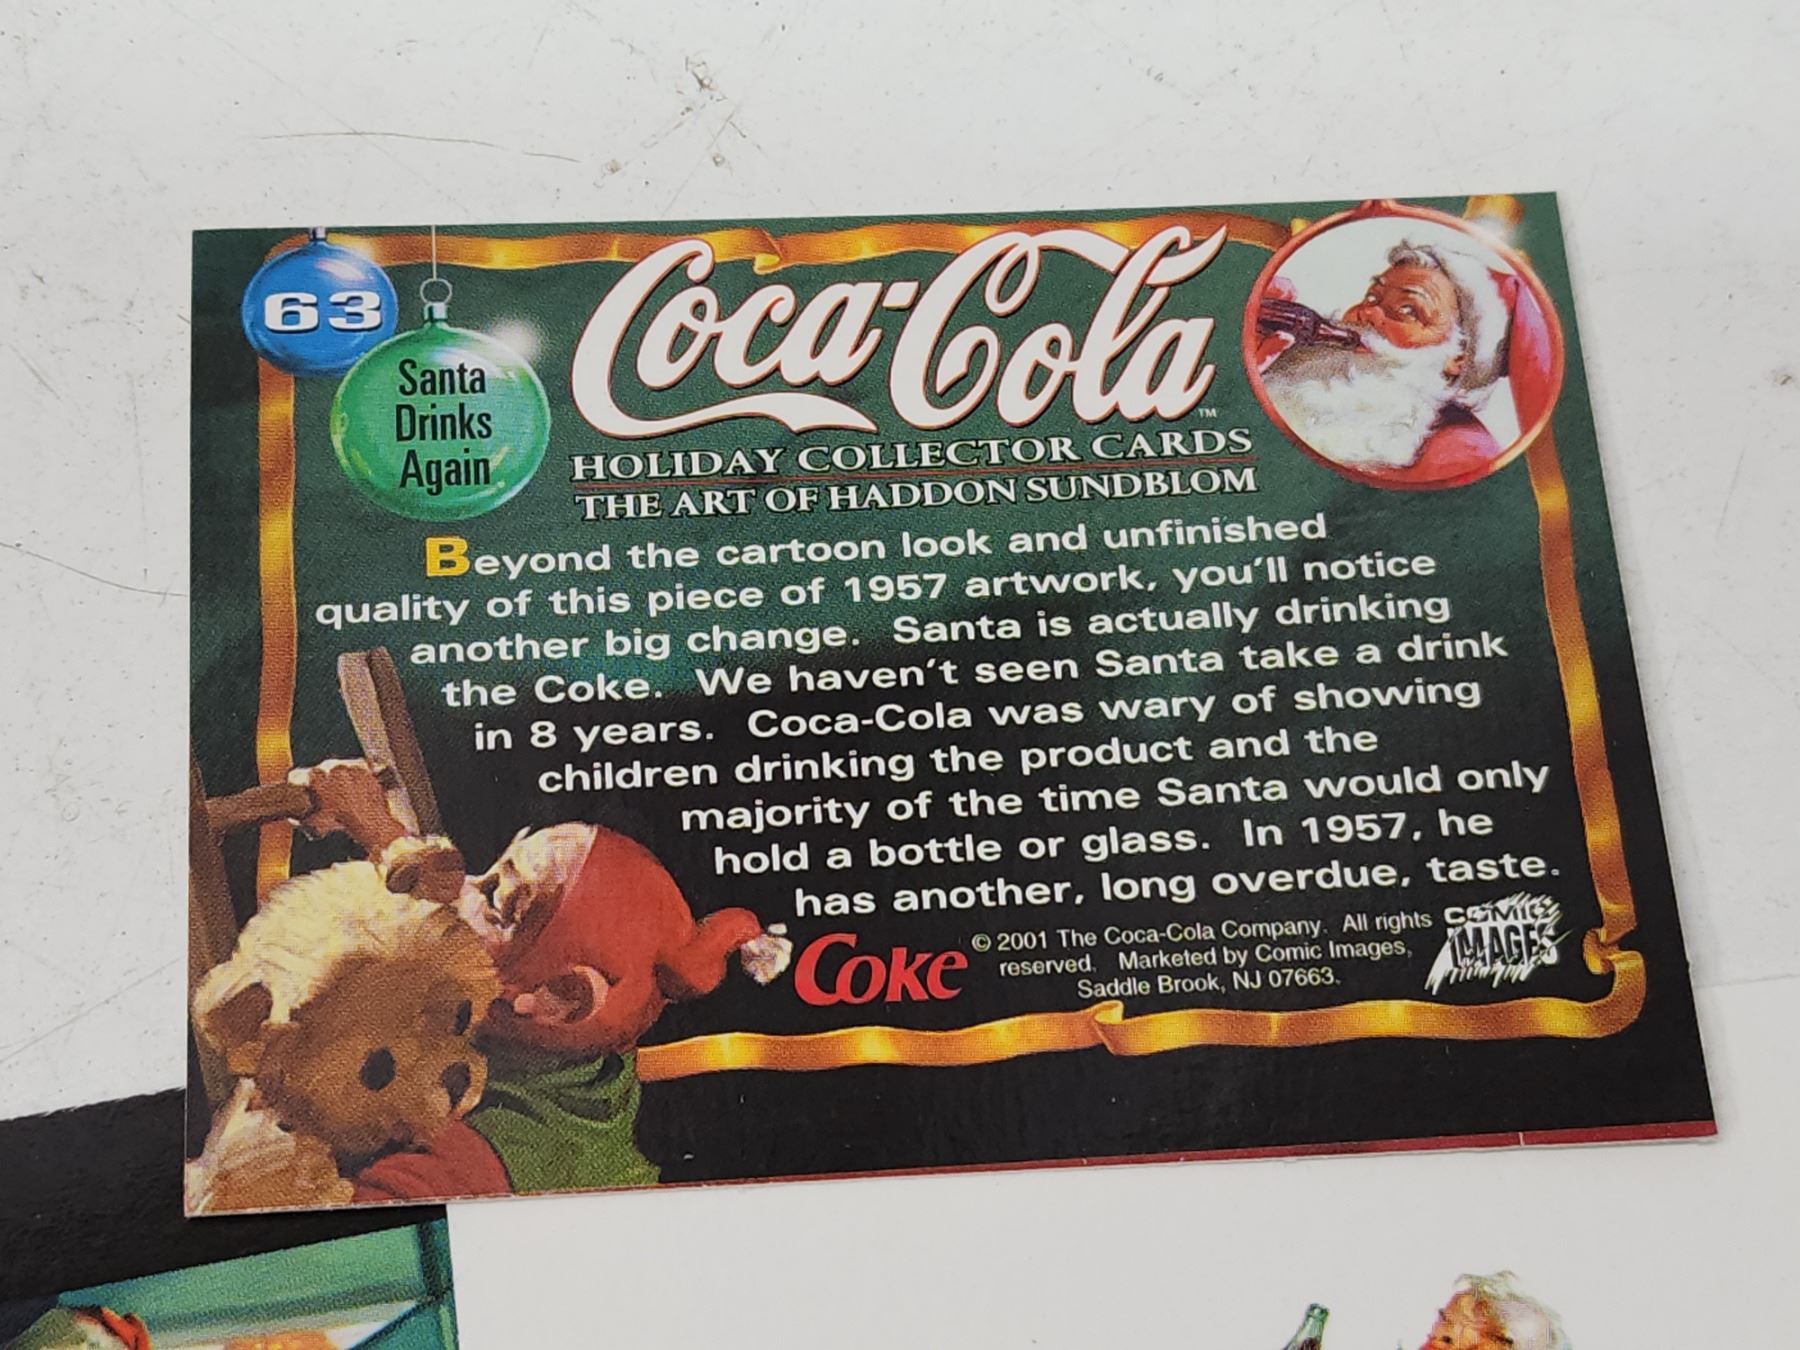 63
Santa
Drinks
Again
Coca-Cola™
HOLIDAY COLLECTOR CARDS
THE ART OF HADDON SUNDBLOM
Beyond the cartoon look and unfinished
quality of this piece of 1957 artwork, you'll notice
another big change. Santa is actually drinking
the Coke. We haven't seen Santa take a drink
in 8 years. Coca-Cola was wary of showing
children drinking the product and the
majority of the time Santa would only
hold a bottle or glass. In 1957, he
has another, long overdue, taste.
Coke
© 2001 The Coca-Cola Company. All rights
reserved. Marketed by Comic Images,
Saddle Brook, NJ 07663.
COMIC
IMAGES